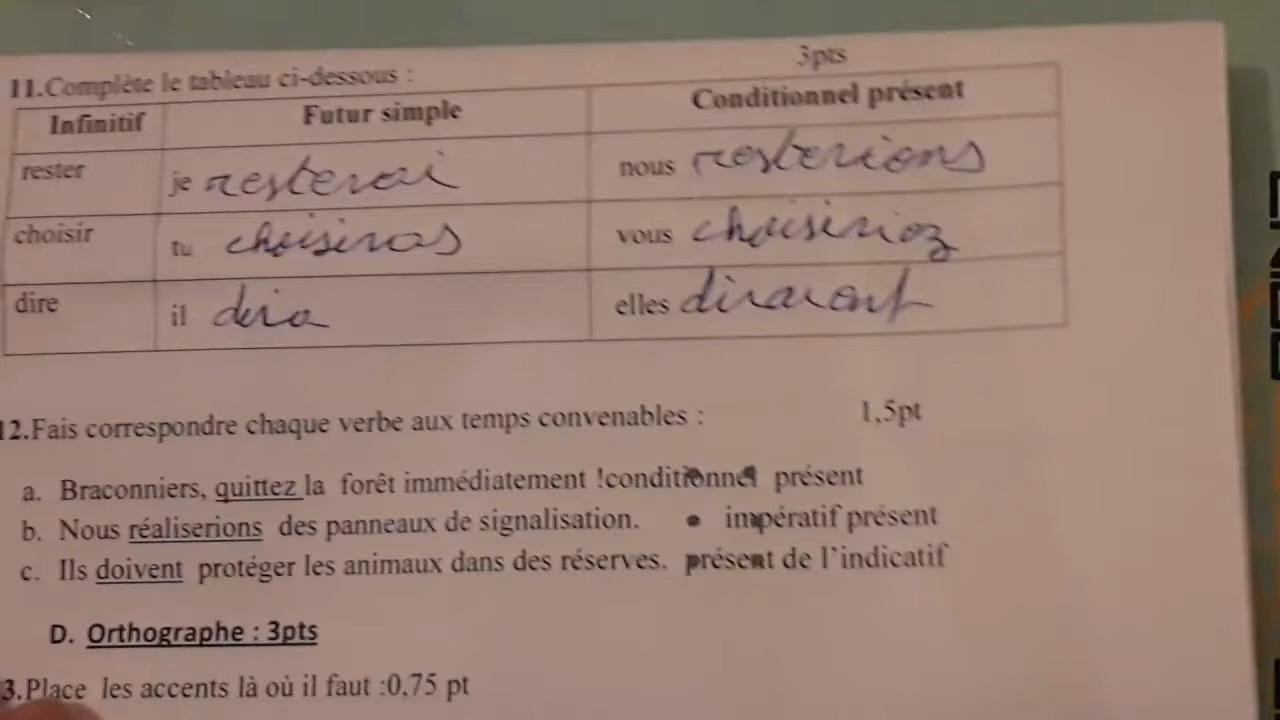 11.Complète le tableau ci-dessous : 3pts
Infinitif Futur simple Conditionnel présent
rester je resterai nous resterions
choisir tu choisiras vous choisiriez
dire il dira elles diraient
12.Fais correspondre chaque verbe aux temps convenables : 1,5pt
a. Braconniers, quittez la forêt immédiatement !conditionnel présent
b. Nous réaliserions des panneaux de signalisation. • impératif présent
c. Ils doivent protéger les animaux dans des réserves. présent de l'indicatif
D. Orthographe : 3pts
3.Place les accents là où il faut :0,75 pt